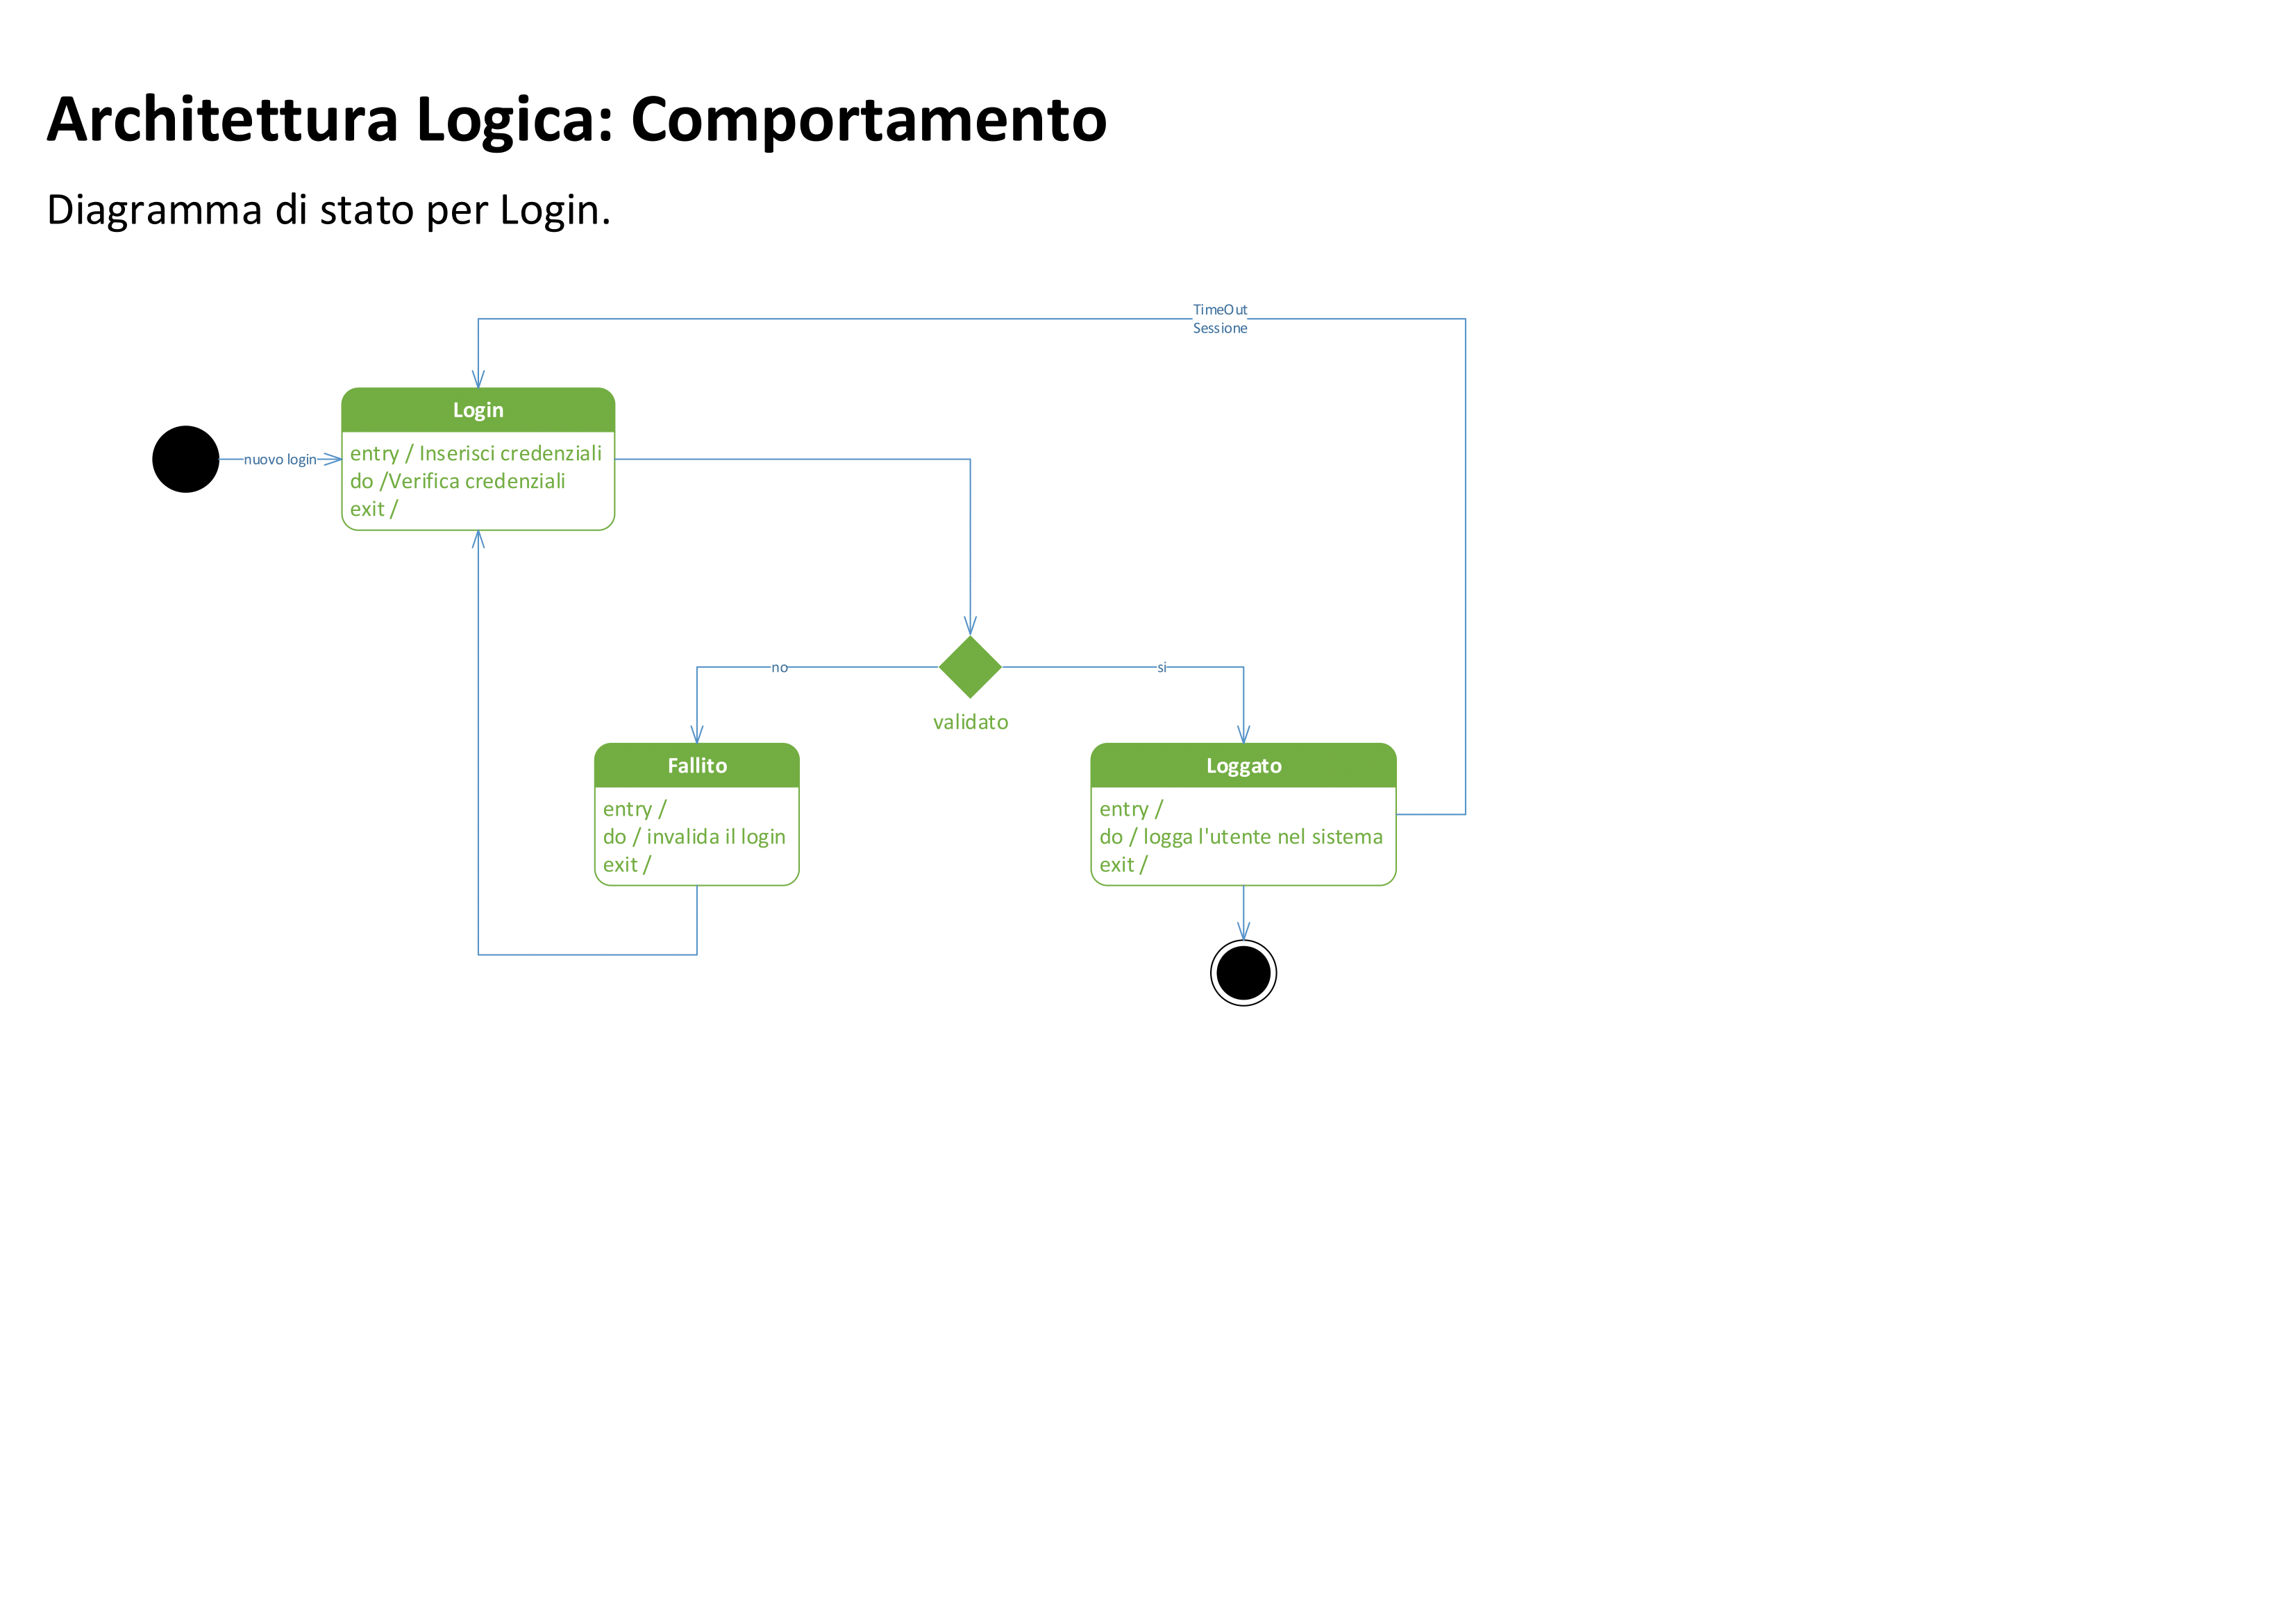 Architettura Logica: Comportamento
Diagramma di stato per Login.
TimeOut
Sessione
Login
nuovo login
entry / Inserisci credenziali
do /Verifica credenziali
exit /
no
si
validato
Fallito
entry /
do / invalida il login
exit /
Loggato
entry /
do / logga l'utente nel sistema
exit /